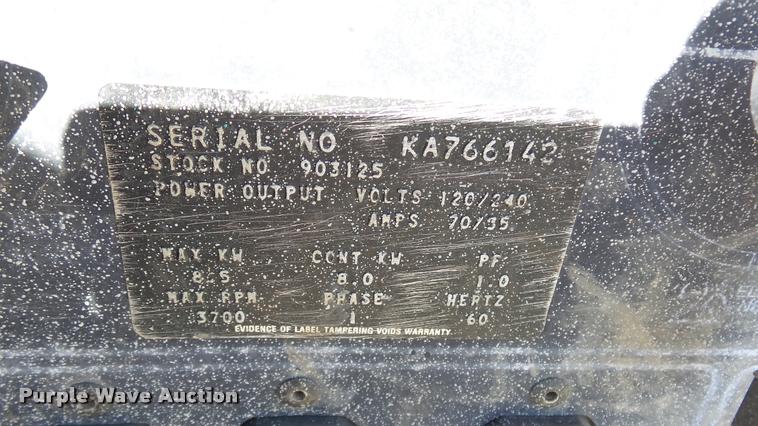 SERIAL NO KA766142
STOCK NO 903125
POWER OUTPUT VOLTS 120/240
AMPS 70/35
MAX KW CONT KW PF
8.5 8.0 1.0
MAX RPM PHASE HERTZ
3700 1 60
EVIDENCE OF LABEL TAMPERING VOIDS WARRANTY
Purple Wave Auction